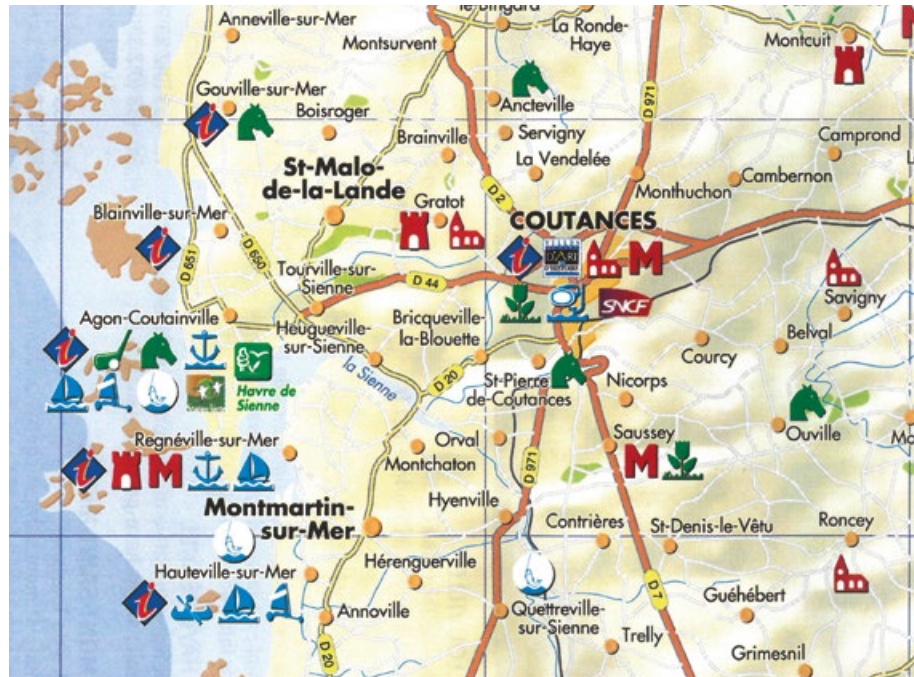 Anneville-sur-Mer
La Ronde-
Haye
Montsurvent
Montcuit
Gouville-sur-Mer
Boisroger
Ancteville
D 971
Brainville
Servigny
Camprond
La Vendelée
St-Malo-
de-la-Lande
Cambernon
Monthuchon
D 2
Gratot
Blainville-sur-Mer
COUTANCES
i
i
i
VILLES
D'ART
M
D 651
D 650
Tourville-sur-
Sienne
D 44
SNCF
Savigny
Agon-Coutainville
Heugueville-
sur-Sienne
Bricqueville-
la-Blouette
Belval
Courcy
i
Havre de
Sienne
la Sienne
D 20
St-Pierre
de-Coutances
Nicorps
Ouville
Regnéville-sur-Mer
Orval
Montchaton
Saussey
i
M
M
D 971
Hyenville
Montmartin-
sur-Mer
Contrières
St-Denis-le-Vêtu
Roncey
Hérenguerville
Hauteville-sur-Mer
i
Annoville
D 20
Quettreville-
sur-Sienne
D 7
Guéhébert
Trelly
Grimesnil